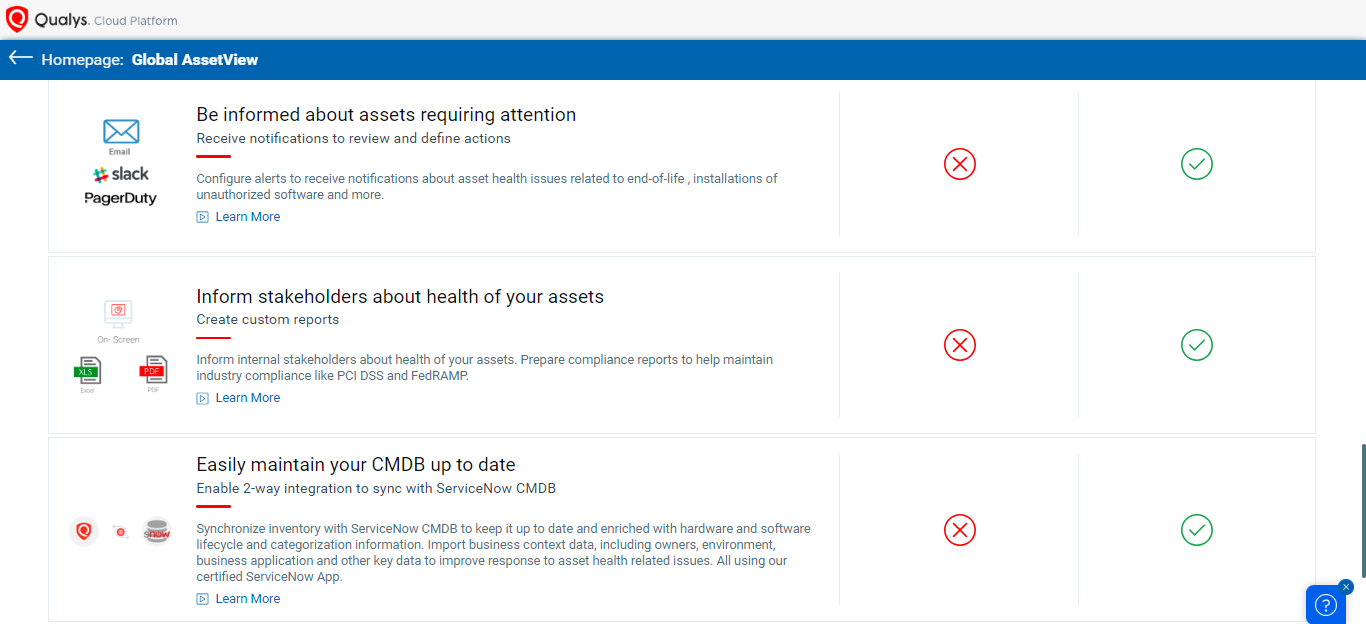 Qualys. Cloud Platform
Homepage: Global AssetView
Email
slack
PagerDuty
Be informed about assets requiring attention
Receive notifications to review and define actions
Configure alerts to receive notifications about asset health issues related to end-of-life , installations of
unauthorized software and more.
Learn More
On- Screen
XLS
Excel
PDF
PDF
Inform stakeholders about health of your assets
Create custom reports
Inform internal stakeholders about health of your assets. Prepare compliance reports to help maintain
industry compliance like PCI DSS and FedRAMP.
Learn More
snow
Easily maintain your CMDB up to date
Enable 2-way integration to sync with ServiceNow CMDB
Synchronize inventory with ServiceNow CMDB to keep it up to date and enriched with hardware and software
lifecycle and categorization information. Import business context data, including owners, environment,
business application and other key data to improve response to asset health related issues. All using our
certified ServiceNow App.
Learn More
?